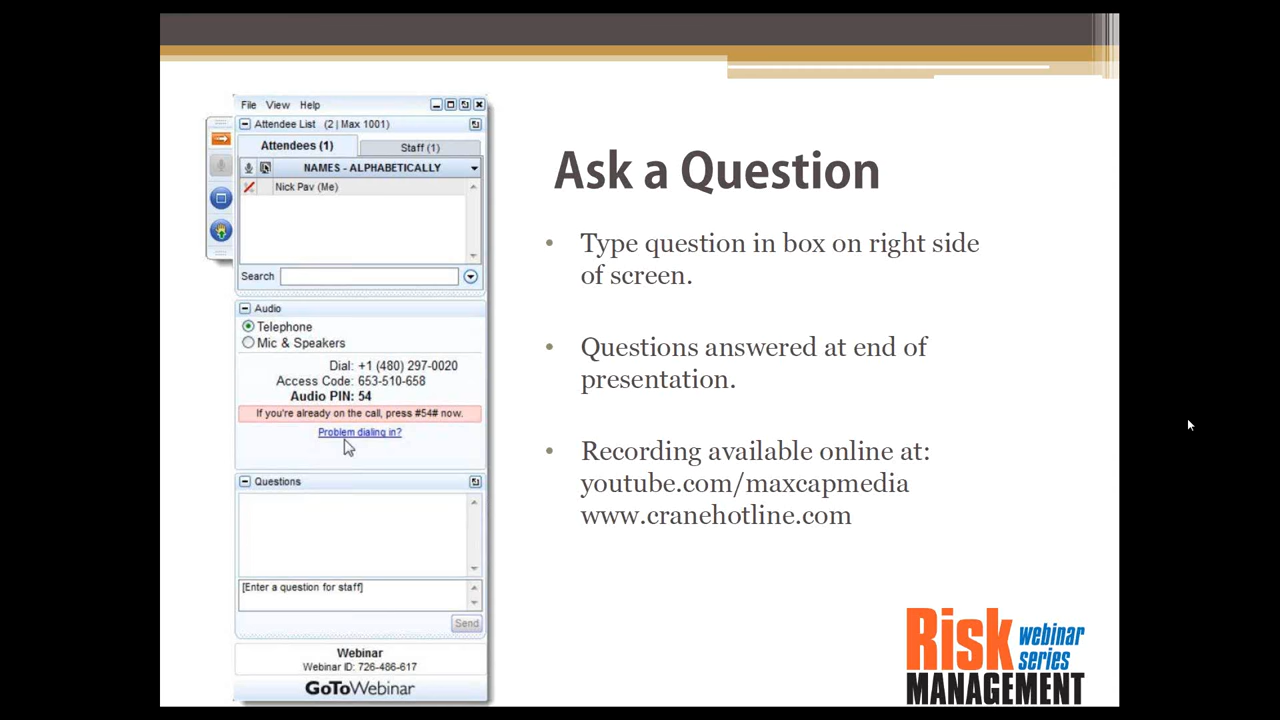 File View Help
Attendee List (2 | Max 1001)
Attendees (1)
Staff (1)
NAMES - ALPHABETICALLY
Nick Pav (Me)
Search
Audio
Telephone
Mic & Speakers
Dial: +1 (480) 297-0020
Access Code: 653-510-658
Audio PIN: 54
If you're already on the call, press #54# now.
Problem dialing in?
Questions
[Enter a question for staff]
Send
Webinar
Webinar ID: 726-486-617
GoToWebinar
Ask a Question
• Type question in box on right side
of screen.
• Questions answered at end of
presentation.
• Recording available online at:
youtube.com/maxcapmedia
www.cranehotline.com
Risk webinar
series
MANAGEMENT